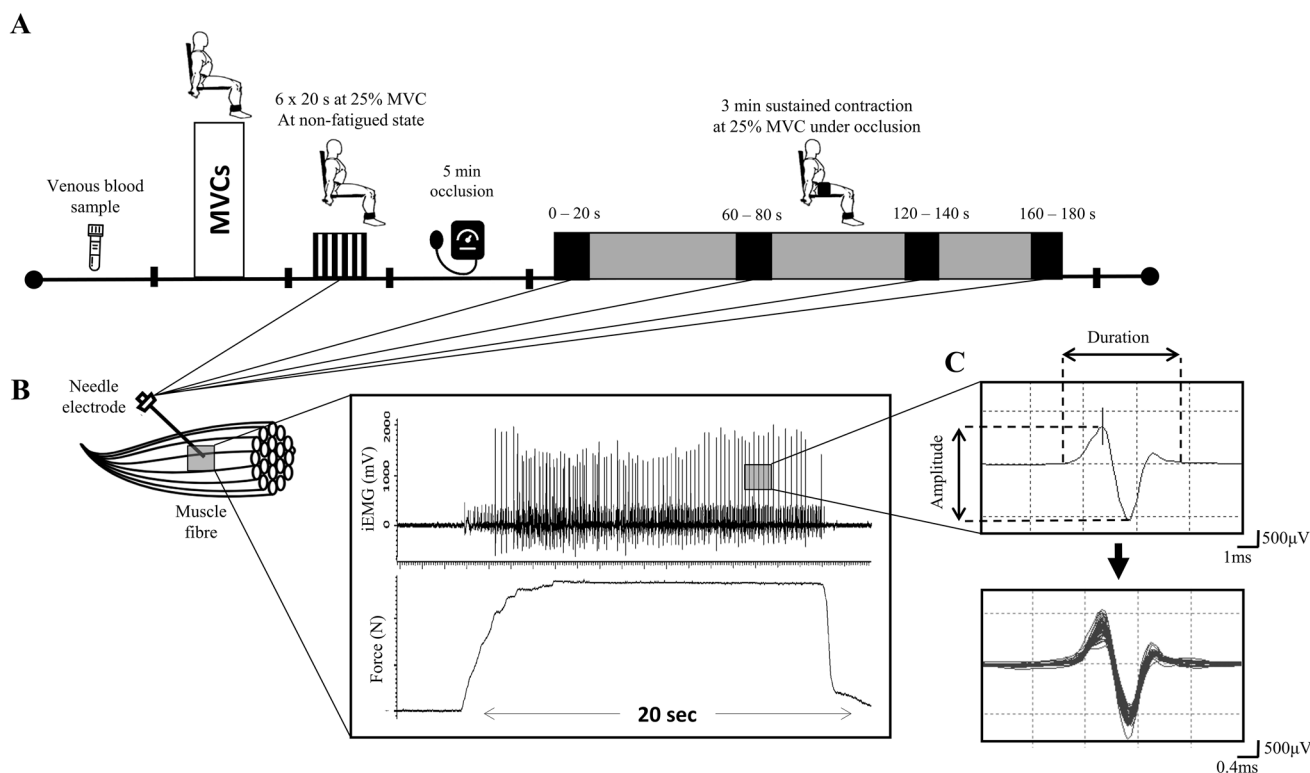 A
6 x 20 s at 25% MVC
At non-fatigued state
3 min sustained contraction
at 25% MVC under occlusion
Venous blood
sample
MVCs
5 min
occlusion
0 – 20 s
60 – 80 s
120 – 140 s
160 – 180 s
B
Needle
electrode
Muscle
fibre
iEMG (mV)
2000
1000
0
Force (N)
20 sec
C
Duration
Amplitude
500µV
1ms
500µV
0.4ms